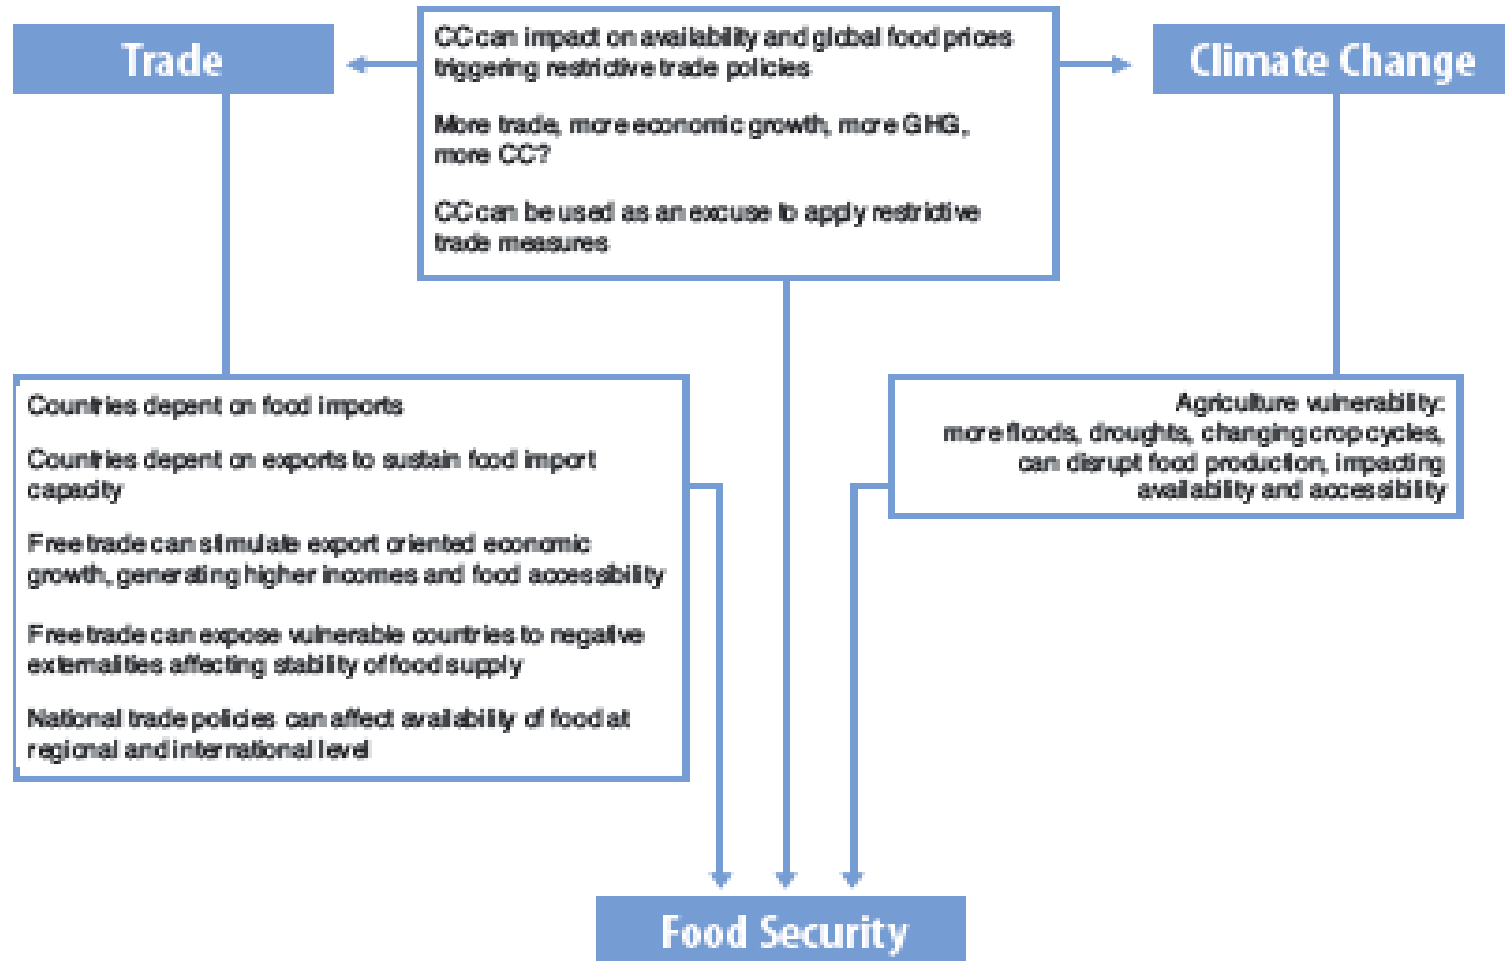 Trade
CC can impact on availability and global food prices
triggering restrictive trade policies
More trade, more economic growth, more GHG,
more CC?
CC can be used as an excuse to apply restrictive
trade measures
Climate Change
Countries depent on food imports
Countries depent on exports to sustain food import
capacity
Free trade can stimulate export oriented economic
growth, generating higher incomes and food accessibility
Free trade can expose vulnerable countries to negative
externalities affecting stability of food supply
National trade policies can affect availability of food at
regional and international level
Agriculture vulnerability:
more floods, droughts, changing crop cycles,
can disrupt food production, impacting
availability and accessibility
Food Security